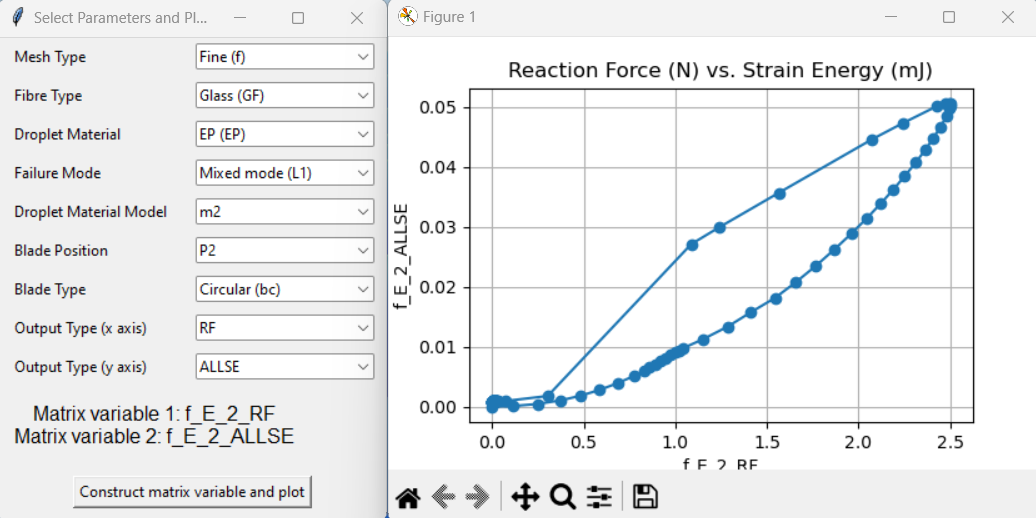 Select Parameters and Pl...
Mesh Type
Fine (f)
Fibre Type
Glass (GF)
Droplet Material
EP (EP)
Failure Mode
Mixed mode (L1)
Droplet Material Model
m2
Blade Position
P2
Blade Type
Circular (bc)
Output Type (x axis)
RF
Output Type (y axis)
ALLSE
Matrix variable 1: f_E_2_RF
Matrix variable 2: f_E_2_ALLSE
Construct matrix variable and plot
Figure 1
Reaction Force (N) vs. Strain Energy (mJ)
f_E_2_ALLSE
0.05
0.04
0.03
0.02
0.01
0.00
0.0 0.5 1.0 1.5 2.0 2.5
f_E_2_RF